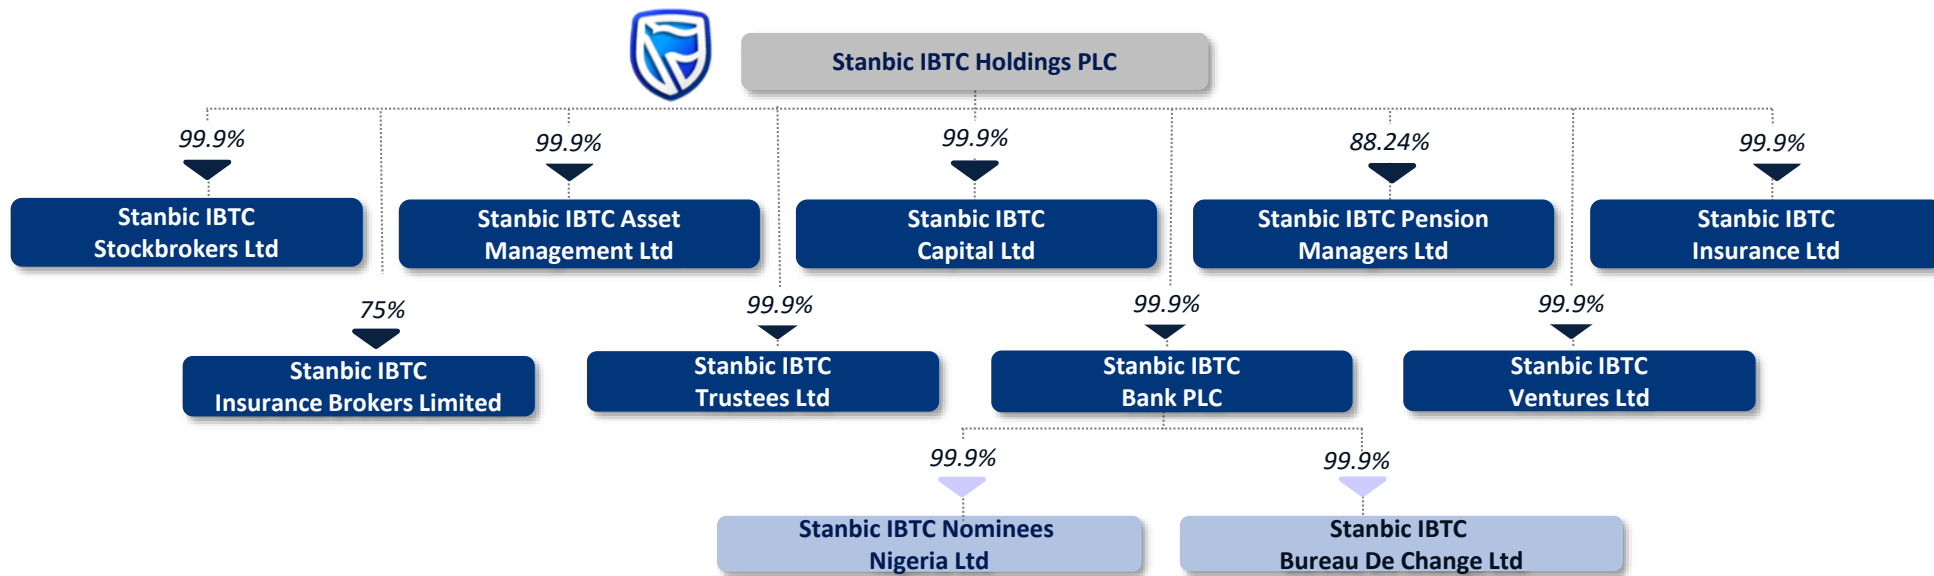 Stanbic IBTC Holdings PLC
99.9%
99.9%
99.9%
88.24%
99.9%
Stanbic IBTC
Stockbrokers Ltd
Stanbic IBTC Asset
Management Ltd
Stanbic IBTC
Capital Ltd
Stanbic IBTC Pension
Managers Ltd
Stanbic IBTC
Insurance Ltd
75%
99.9%
99.9%
99.9%
Stanbic IBTC
Insurance Brokers Limited
Stanbic IBTC
Trustees Ltd
Stanbic IBTC
Bank PLC
Stanbic IBTC
Ventures Ltd
99.9%
99.9%
Stanbic IBTC Nominees
Nigeria Ltd
Stanbic IBTC
Bureau De Change Ltd